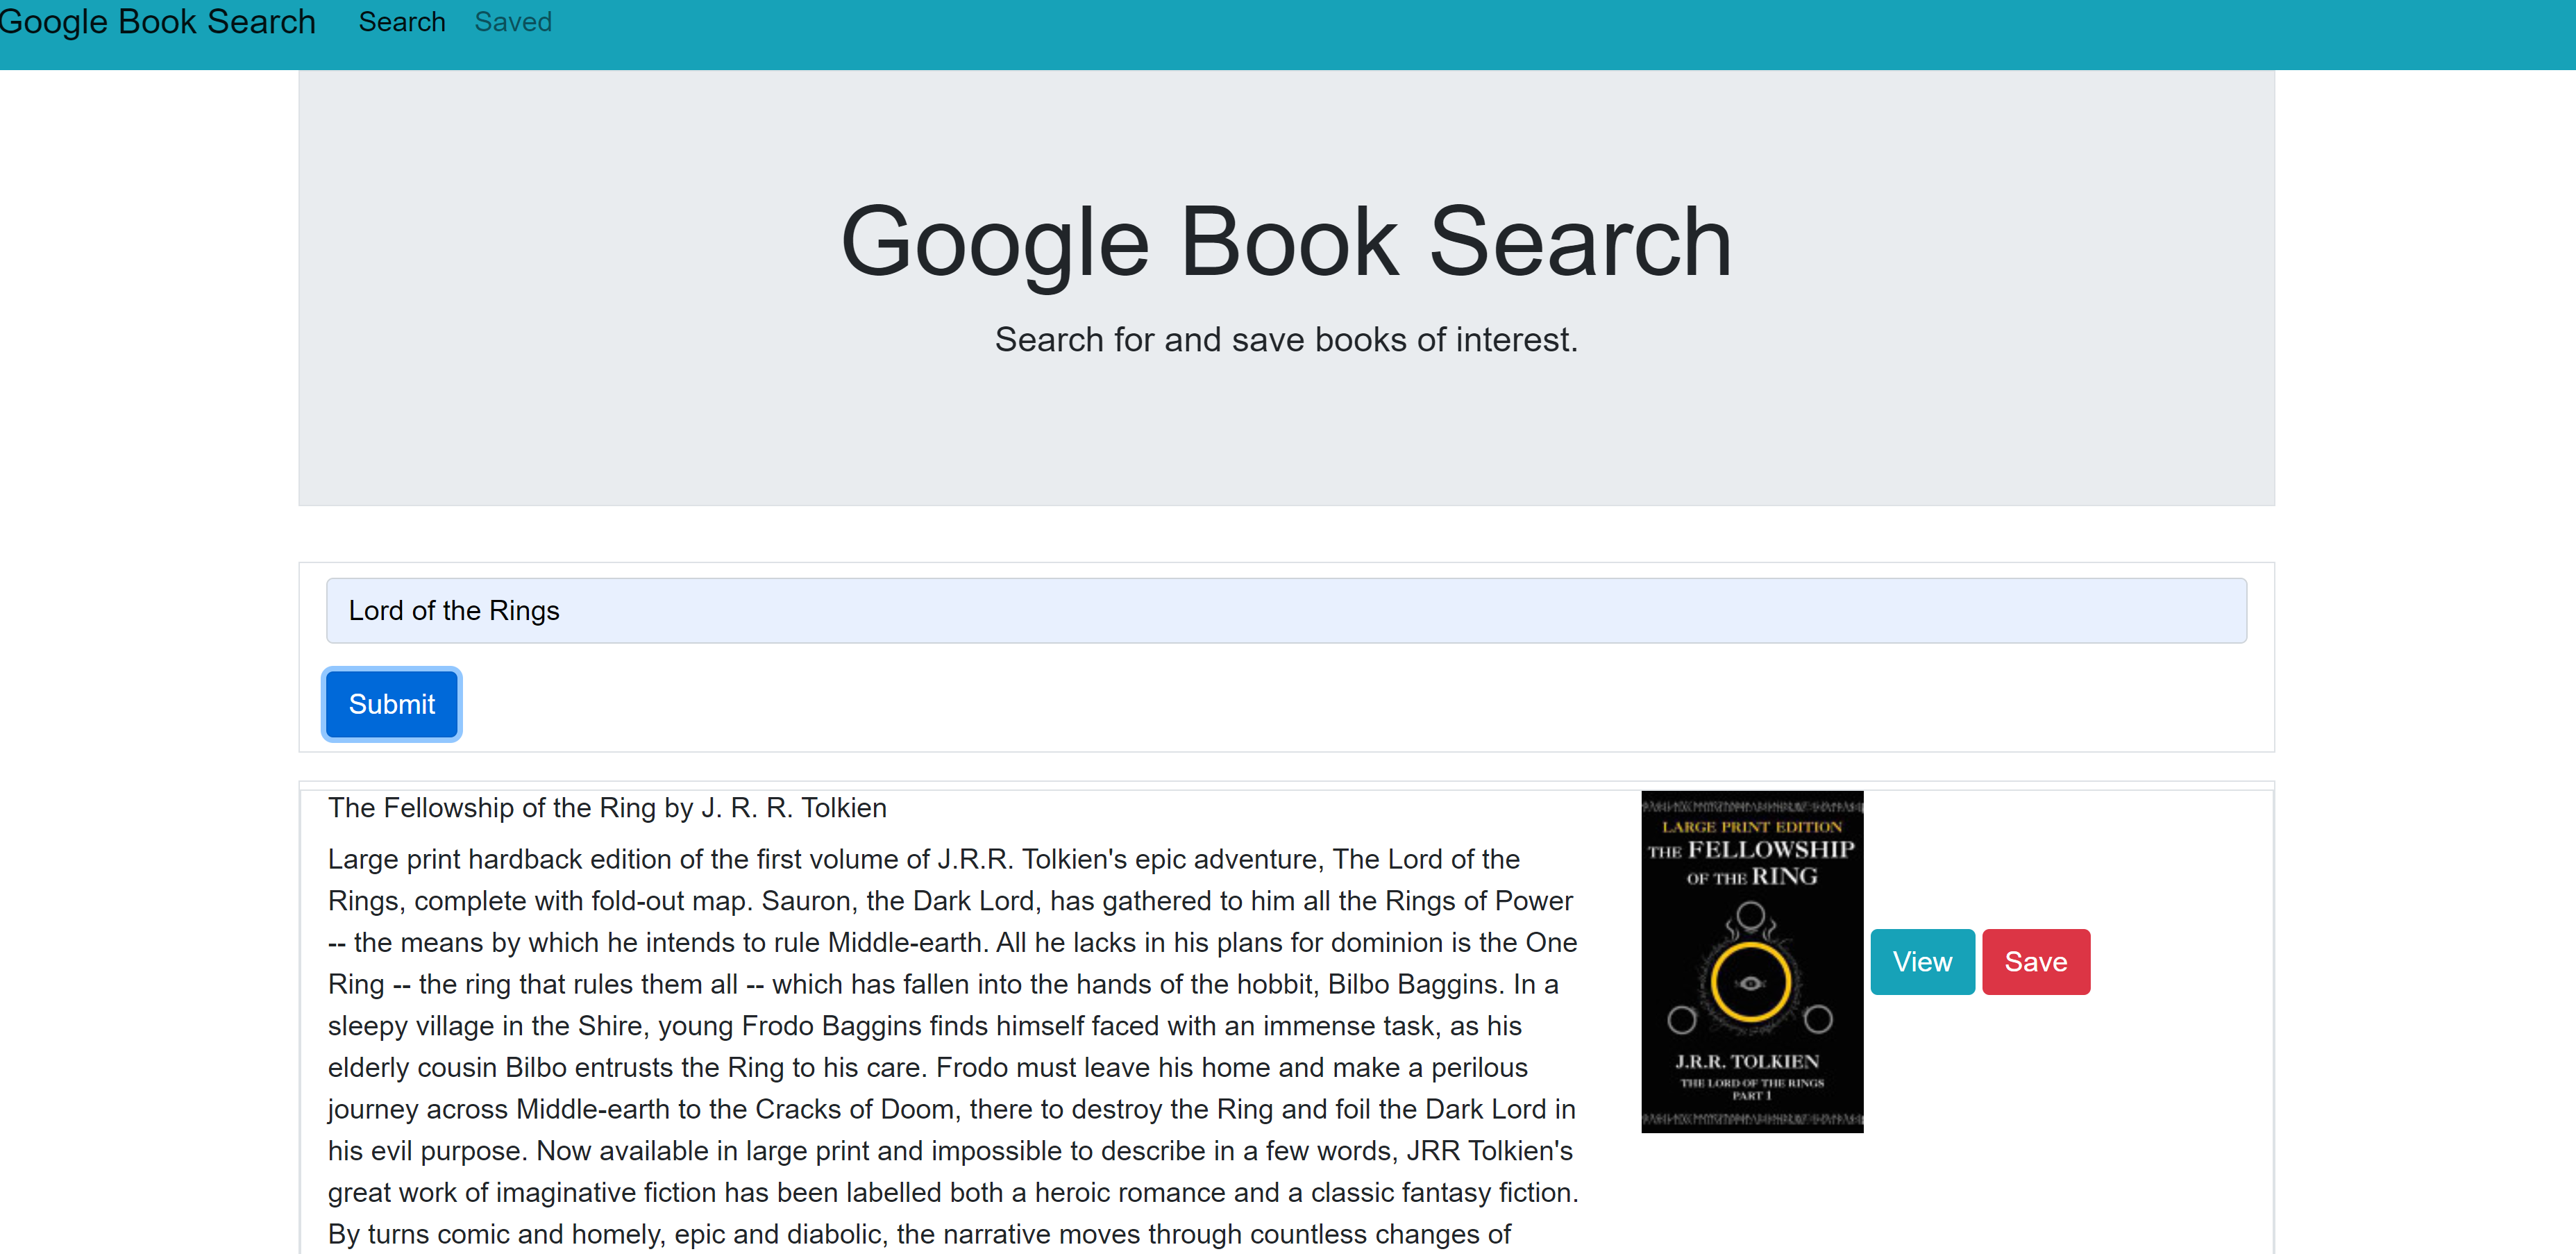 Google Book Search Search Saved
Google Book Search
Search for and save books of interest.
Lord of the Rings
Submit
The Fellowship of the Ring by J. R. R. Tolkien
Large print hardback edition of the first volume of J.R.R. Tolkien's epic adventure, The Lord of the
Rings, complete with fold-out map. Sauron, the Dark Lord, has gathered to him all the Rings of Power
-- the means by which he intends to rule Middle-earth. All he lacks in his plans for dominion is the One
Ring -- the ring that rules them all -- which has fallen into the hands of the hobbit, Bilbo Baggins. In a
sleepy village in the Shire, young Frodo Baggins finds himself faced with an immense task, as his
elderly cousin Bilbo entrusts the Ring to his care. Frodo must leave his home and make a perilous
journey across Middle-earth to the Cracks of Doom, there to destroy the Ring and foil the Dark Lord in
his evil purpose. Now available in large print and impossible to describe in a few words, JRR Tolkien's
great work of imaginative fiction has been labelled both a heroic romance and a classic fantasy fiction.
By turns comic and homely, epic and diabolic, the narrative moves through countless changes of
LARGE PRINT EDITION
THE FELLOWSHIP
OF THE RING
J.R.R. TOLKIEN
THE LORD OF THE RINGS
PART 1
View Save